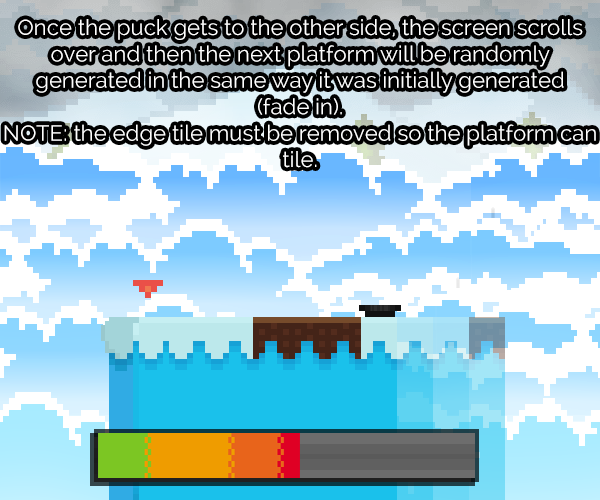 Once the puck gets to the other side, the screen scrolls
over and then the next platform will be randomly
generated in the same way it was initially generated
(fade in).
NOTE: the edge tile must be removed so the platform can
tile.